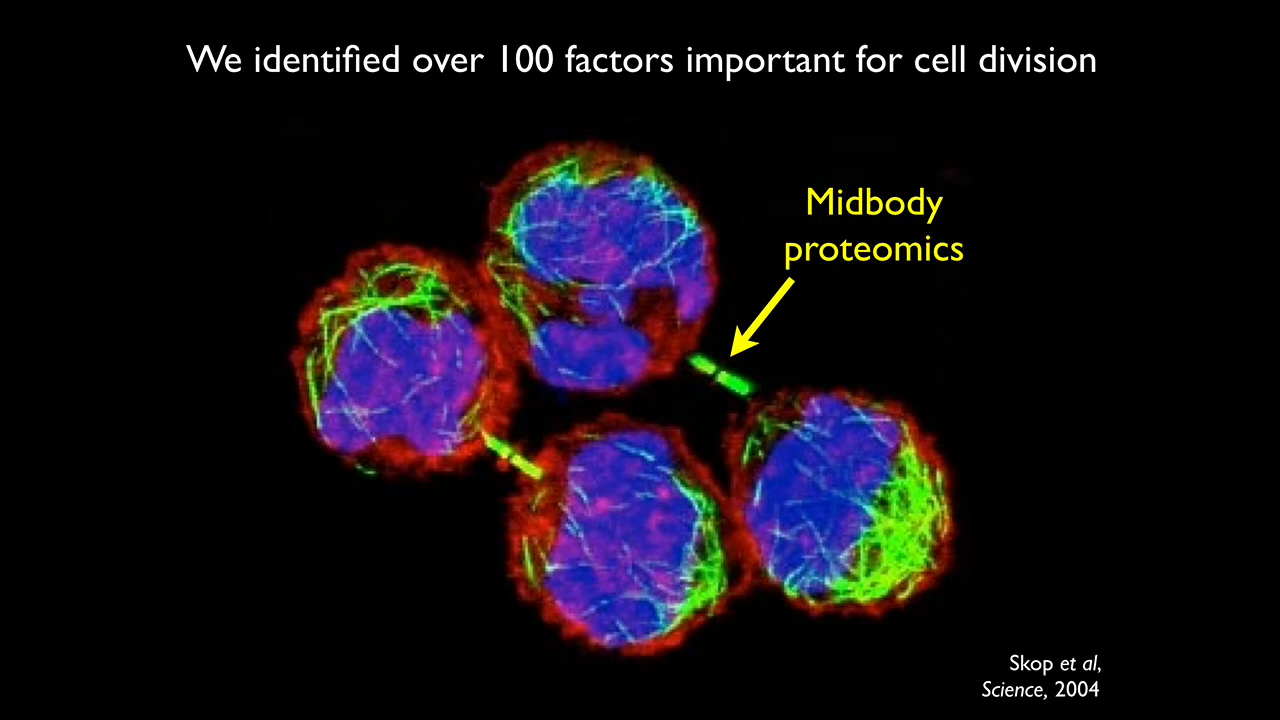 We identified over 100 factors important for cell division
Midbody
proteomics
Skop et al,
Science, 2004